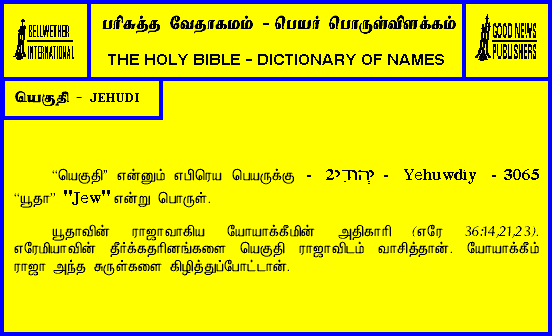 BELLWETHER
INTERNATIONAL
பரிசுத்த வேதாகமம் - பெயர் பொருள்விளக்கம்
THE HOLY BIBLE - DICTIONARY OF NAMES
GOOD NEWS
PUBLISHERS
யெகுதி - JEHUDI
“யெகுதி” என்னும் எபிரெய பெயருக்கு - יְהוּדִי2 - Yehuwdiy - 3065
“யூதா” "Jew" என்று பொருள்.
யூதாவின் ராஜாவாகிய யோயாக்கீமின் அதிகாரி (எரே 36:14,21,23).
எரேமியாவின் தீர்க்கதரினங்களை யெகுதி ராஜாவிடம் வாசித்தான். யோயாக்கீம்
ராஜா அந்த சுருள்களை கிழித்துப்போட்டான்.